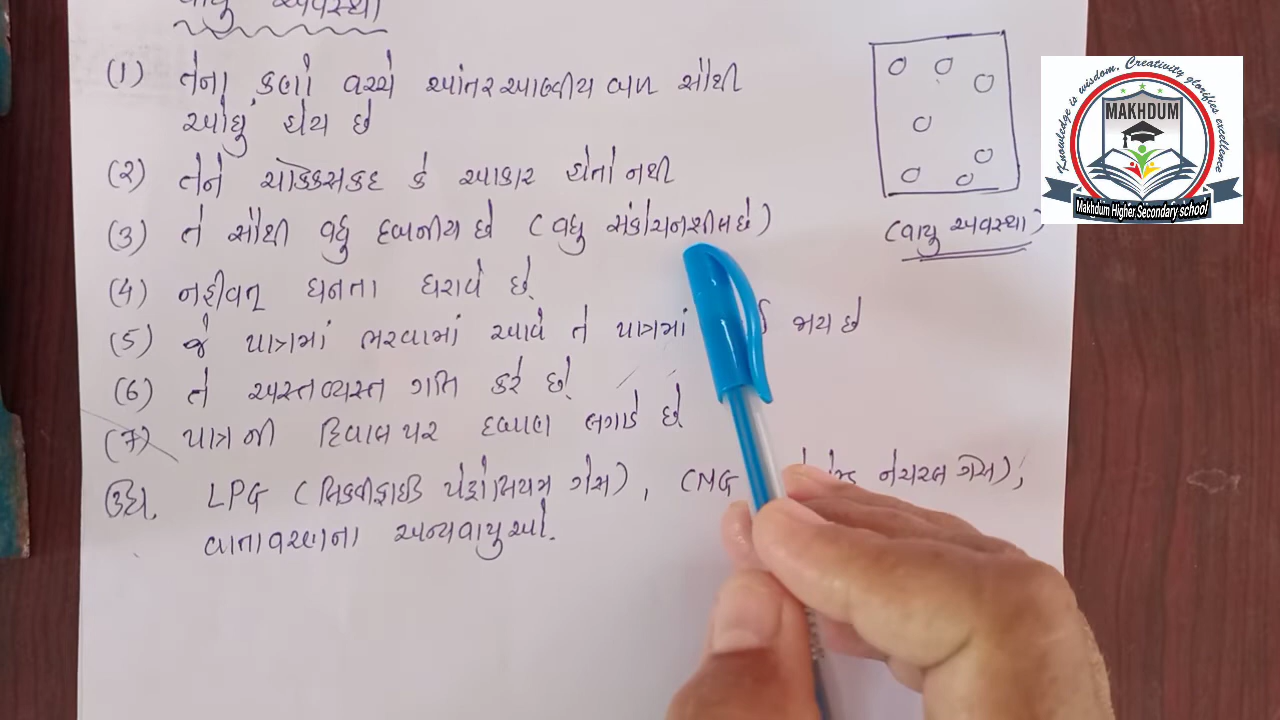 વાયુ અવસ્થા
(1) તેના કણો વચ્ચે આંતરઆણ્વીય બળ સૌથી
ઓછું હોય છે
(૨) તેને ચોક્કસકદ કે આકાર હોતો નથી
(3) તે સૌથી વધુ દબનીય છે (વધુ સંકોચનશીલ છે)
(4) નહીવત્ ઘનતા ધરાવે છે.
(5) જે પાત્રમાં ભરવામાં આવે તે પાત્રમાં જાય છે
(6) તે અસ્તવ્યસ્ત ગતિ કરે છે.
(7) પાત્રની દિવાલ પર દબાણ લગાડે છે
ઉદા. LPG (લિક્વીફાઈડ પેટ્રોલિયમ ગેસ), CNG નેચરલ ગેસ),
વાતાવરણના અન્યવાયુઓ.
(વાયુ અવસ્થા)
Knowledge is wisdom, Creativity glorifies excellence
MAKHDUM
Makhdum Higher Secondary school